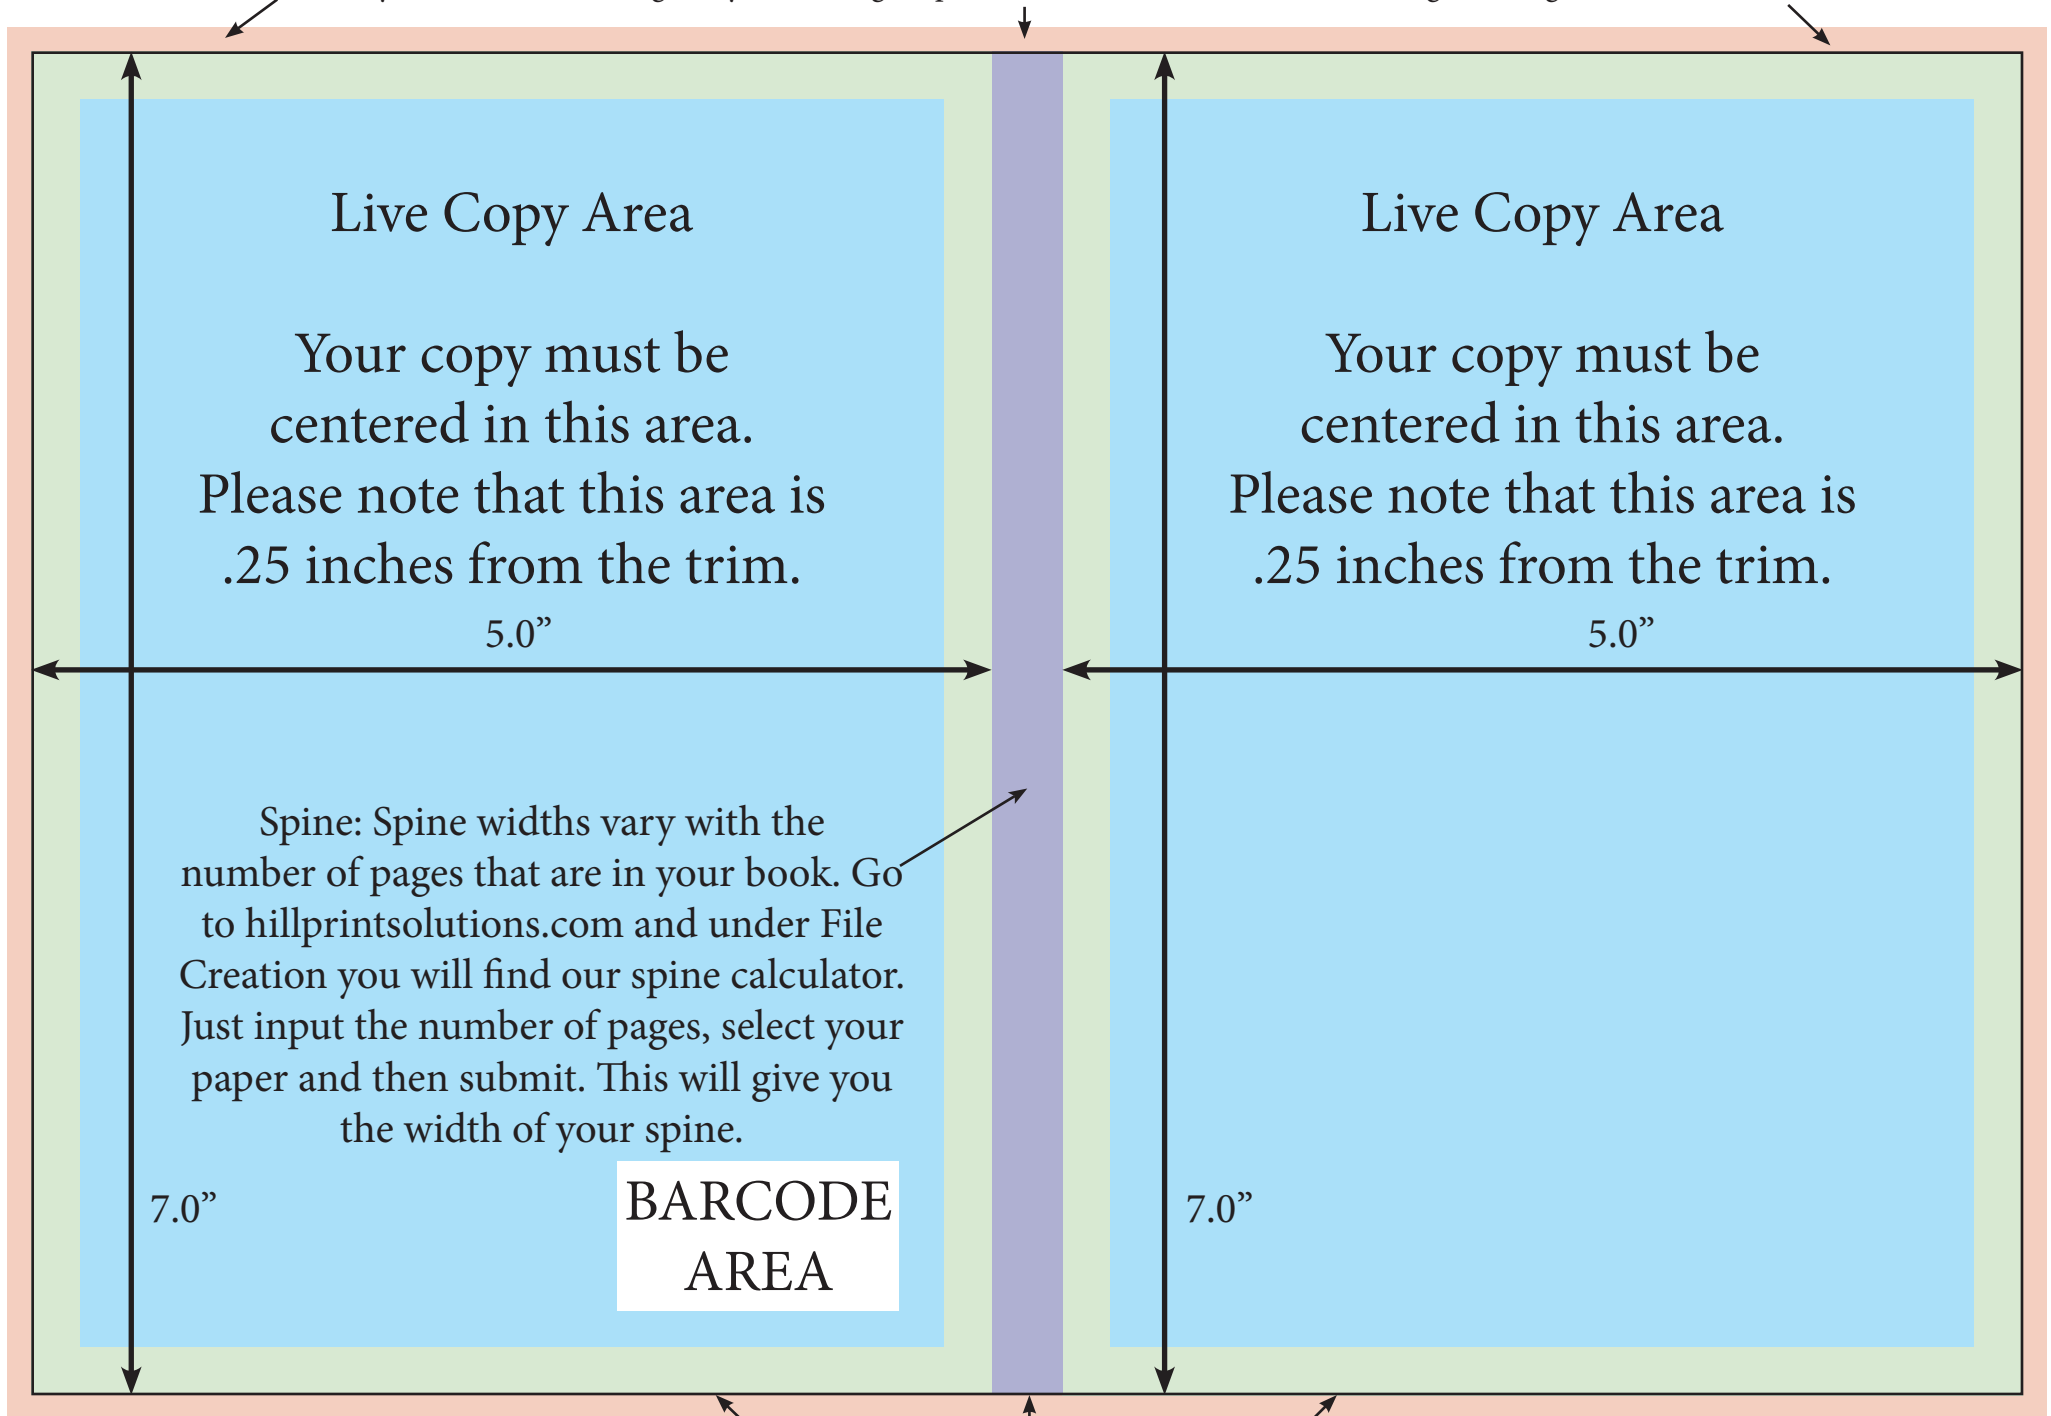 Live Copy Area
Your copy must be
centered in this area.
Please note that this area is
.25 inches from the trim.
5.0”
Spine: Spine widths vary with the
number of pages that are in your book. Go
to hillprintsolutions.com and under File
Creation you will find our spine calculator.
Just input the number of pages, select your
paper and then submit. This will give you
the width of your spine.
7.0”
BARCODE
AREA
Live Copy Area
Your copy must be
centered in this area.
Please note that this area is
.25 inches from the trim.
5.0”
7.0”